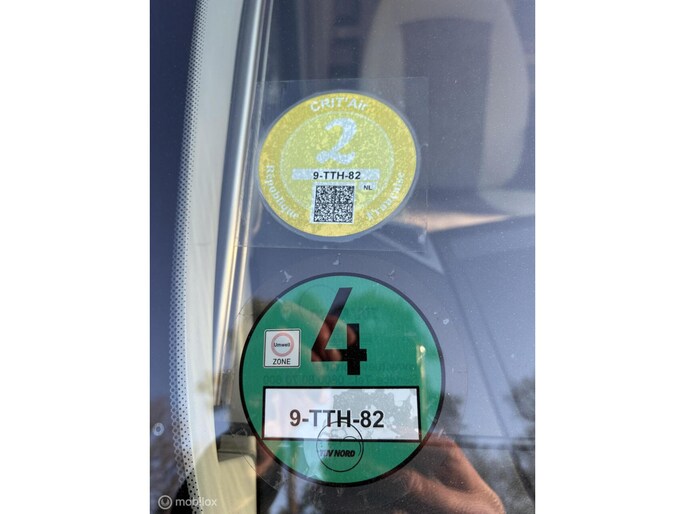 CRIT'Air
2
9-TTH-82
NL
République
Française
4
Umwelt
ZONE
9-TTH-82
TÜV NORD
mobilox